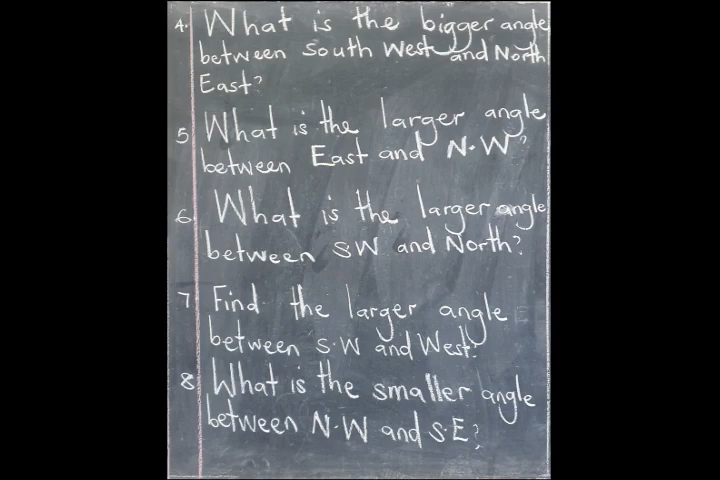 4. What is the bigger angle
between South West and North
East?
5 What is the larger angle
between East and N.W?
6. What is the larger angle
between SW and North?
7 Find the larger angle
between S.W and West?
8 What is the smaller angle
between N.W and S.E?